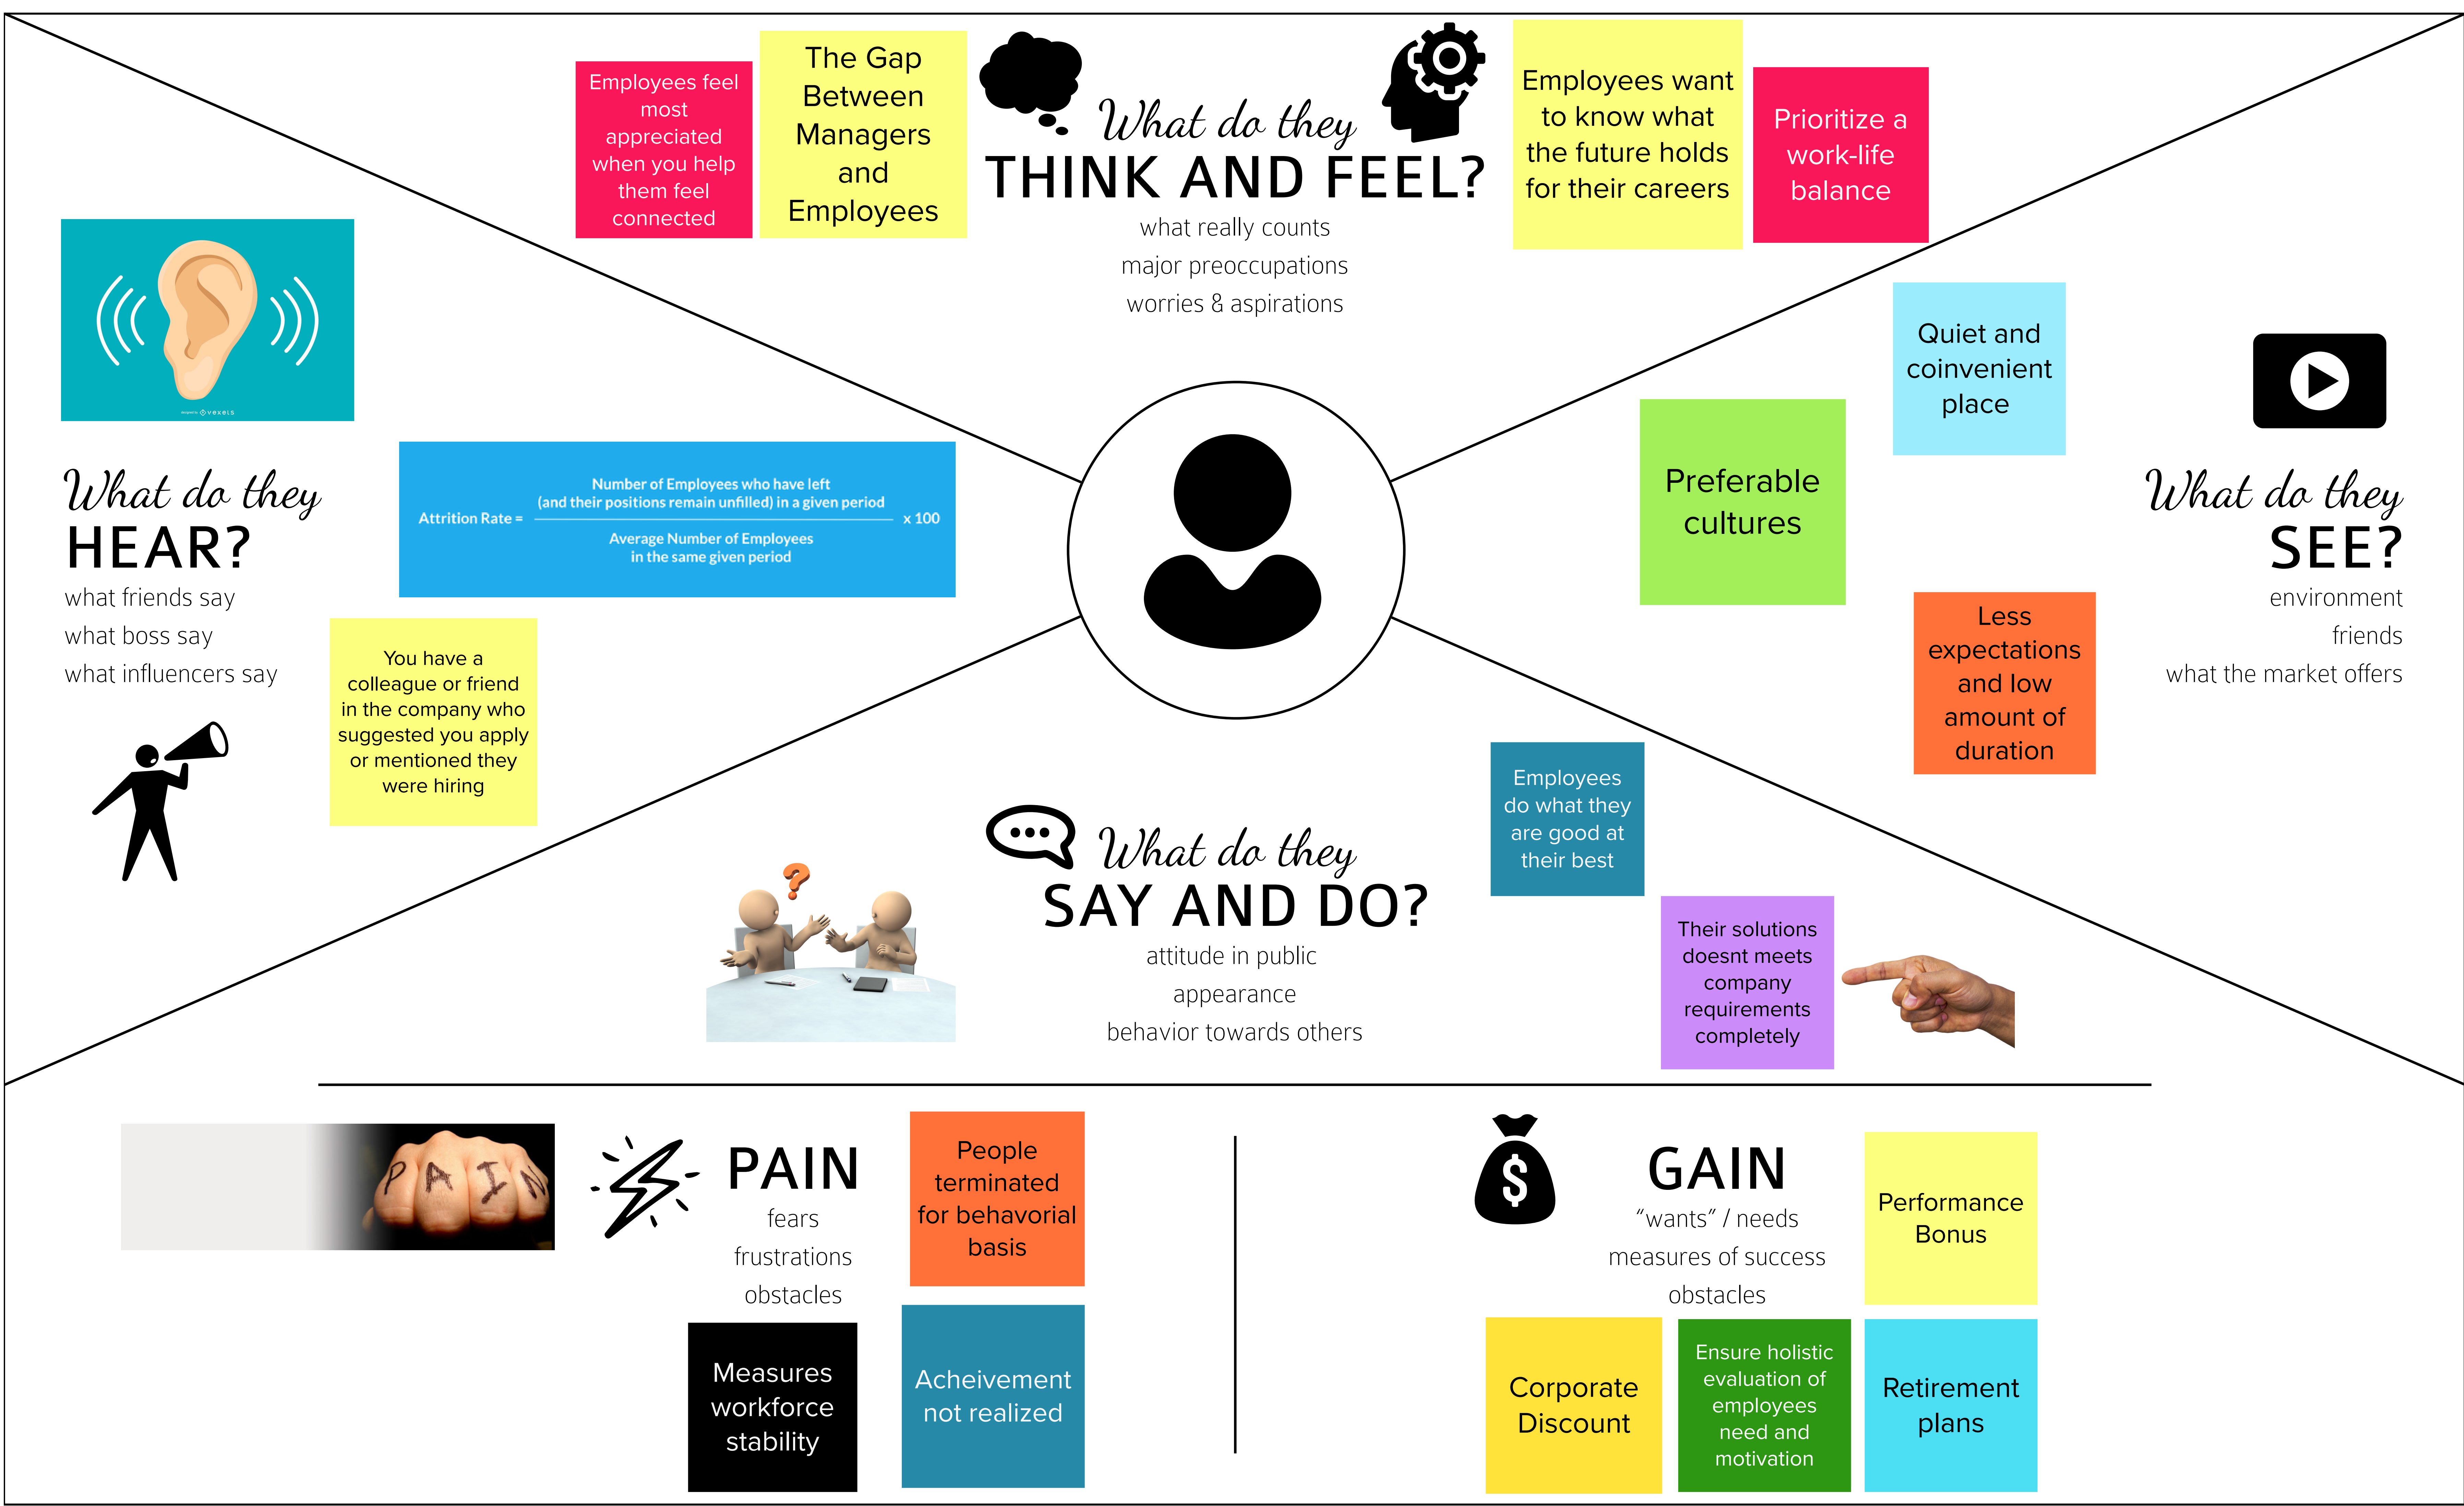 Employees feel
most
appreciated
when you help
them feel
connected
The Gap
Between
Managers
and
Employees
What do they
THINK AND FEEL?
what really counts
major preoccupations
worries & aspirations
Employees want
to know what
the future holds
for their careers
Prioritize a
work-life
balance
designed by vexels
What do they
HEAR?
what friends say
what boss say
what influencers say
Attrition Rate =
Number of Employees who have left
(and their positions remain unfilled) in a given period
x 100
Average Number of Employees
in the same given period
You have a
colleague or friend
in the company who
suggested you apply
or mentioned they
were hiring
Quiet and
coinvenient
place
Preferable
cultures
What do they
SEE?
environment
friends
what the market offers
Less
expectations
and low
amount of
duration
What do they
SAY AND DO?
attitude in public
appearance
behavior towards others
?
Employees
do what they
are good at
their best
Their solutions
doesnt meets
company
requirements
completely
PAIN
PAIN
fears
frustrations
obstacles
People
terminated
for behavorial
basis
Measures
workforce
stability
Acheivement
not realized
$
GAIN
“wants” / needs
measures of success
obstacles
Performance
Bonus
Corporate
Discount
Ensure holistic
evaluation of
employees
need and
motivation
Retirement
plans